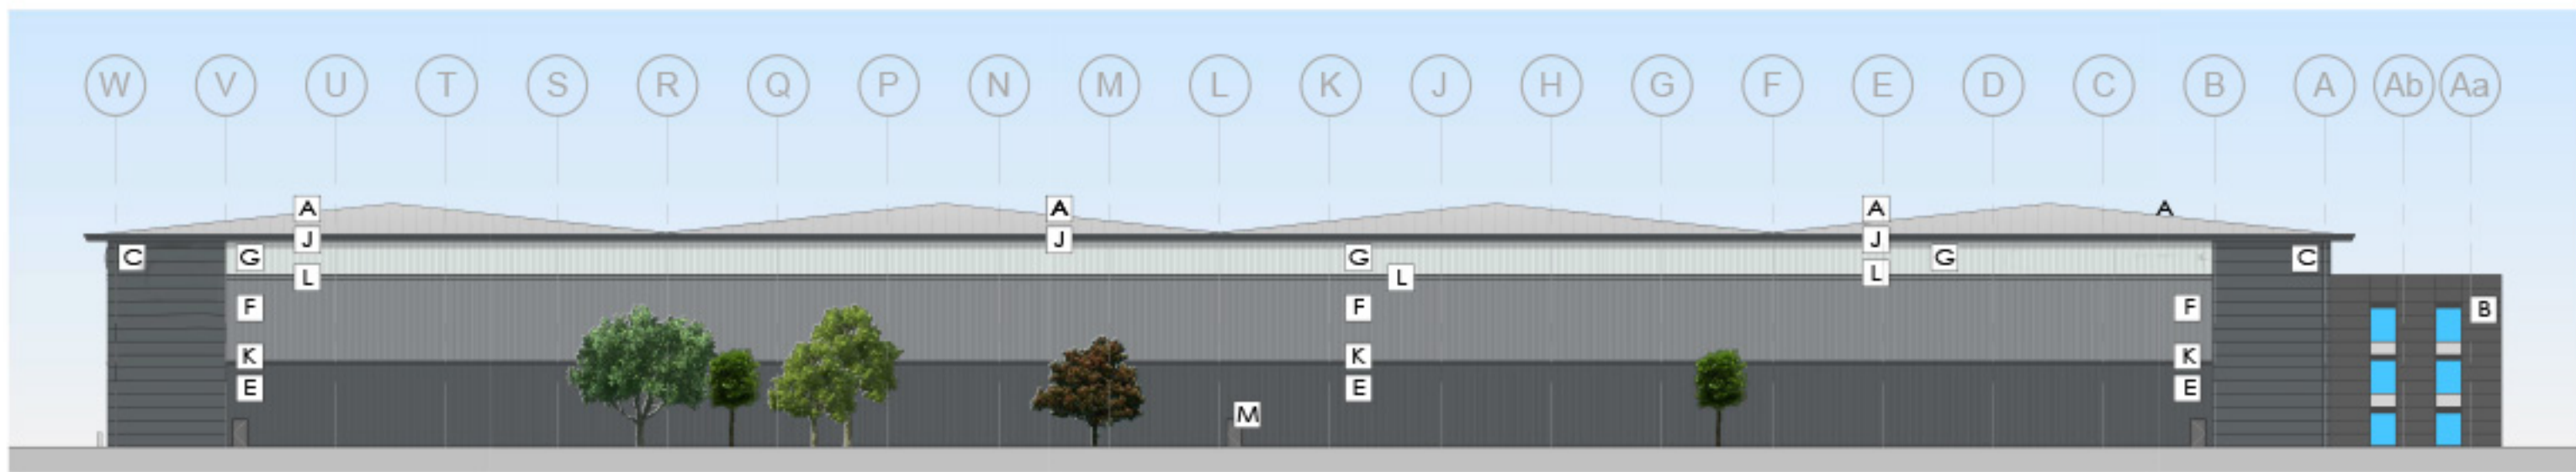 W V U T S R Q P N M L K J H G F E D C B A Ab Aa
A A A A
J J J
C G G G C
L L L
F F F B
K K K
E E E
M